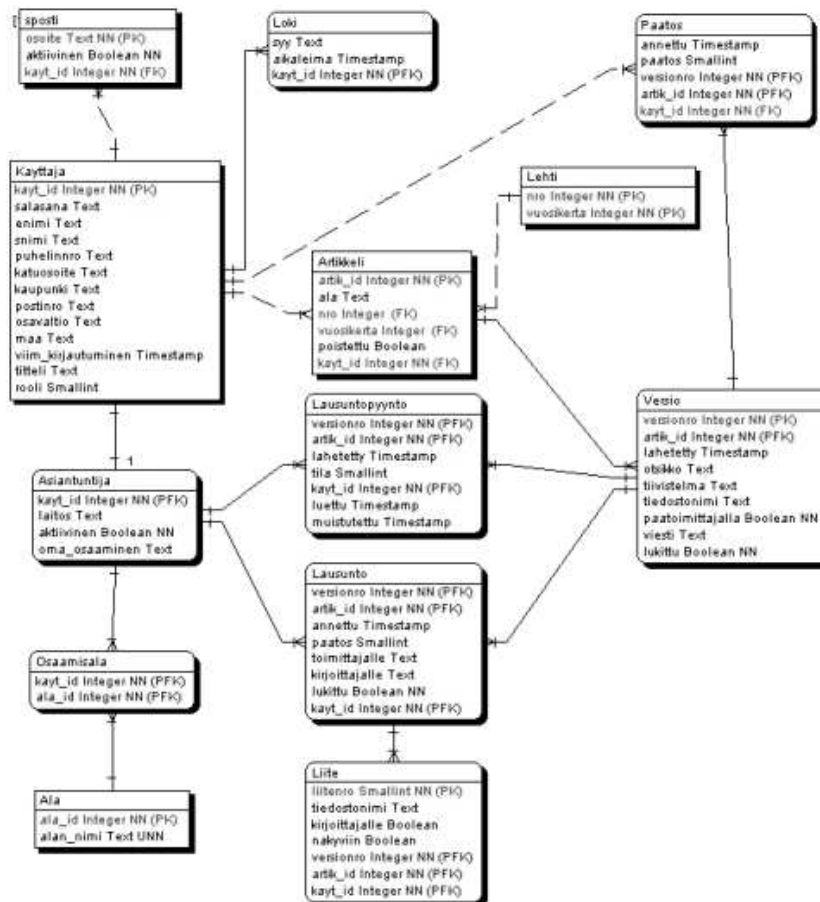 sposti
osoite Text NN (PK)
aktiivinen Boolean NN
kayt_id Integer NN (FK)
Loki
syy Text
aikaleima Timestamp
kayt_id Integer NN (PFK)
Paatos
annettu Timestamp
paatos Smallint
versionro Integer NN (PFK)
artik_id Integer NN (PFK)
kayt_id Integer NN (FK)
Kayttaja
kayt_id Integer NN (PK)
salasana Text
enimi Text
snimi Text
puhelinnro Text
katuosoite Text
kaupunki Text
postinro Text
osavaltio Text
maa Text
viim_kirjautuminen Timestamp
titteli Text
rooli Smallint
Lehti
nro Integer NN (PK)
vuosikerta Integer NN (PK)
Artikkeli
artik_id Integer NN (PK)
ala Text
nro Integer (FK)
vuosikerta Integer (FK)
poistettu Boolean
kayt_id Integer NN (FK)
Lausuntopyynto
versionro Integer NN (PFK)
artik_id Integer NN (PFK)
lahetetty Timestamp
tila Smallint
kayt_id Integer NN (PFK)
luettu Timestamp
muistutettu Timestamp
Versio
versionro Integer NN (PK)
artik_id Integer NN (PFK)
lahetetty Timestamp
otsikko Text
tiivistelma Text
tiedostonimi Text
paatoimittajalla Boolean NN
viesti Text
lukittu Boolean NN
1
Asiantuntija
kayt_id Integer NN (PFK)
laitos Text
aktiivinen Boolean NN
oma_osaaminen Text
Lausunto
versionro Integer NN (PFK)
artik_id Integer NN (PFK)
annettu Timestamp
paatos Smallint
toimittajalle Text
kirjoittajalle Text
lukittu Boolean NN
kayt_id Integer NN (PFK)
Osaamisala
kayt_id Integer NN (PFK)
ala_id Integer NN (PFK)
Liite
liitenro Smallint NN (PK)
tiedostonimi Text
kirjoittajalle Boolean
nakyviin Boolean
versionro Integer NN (PFK)
artik_id Integer NN (PFK)
kayt_id Integer NN (PFK)
Ala
ala_id Integer NN (PK)
alan_nimi Text UNN